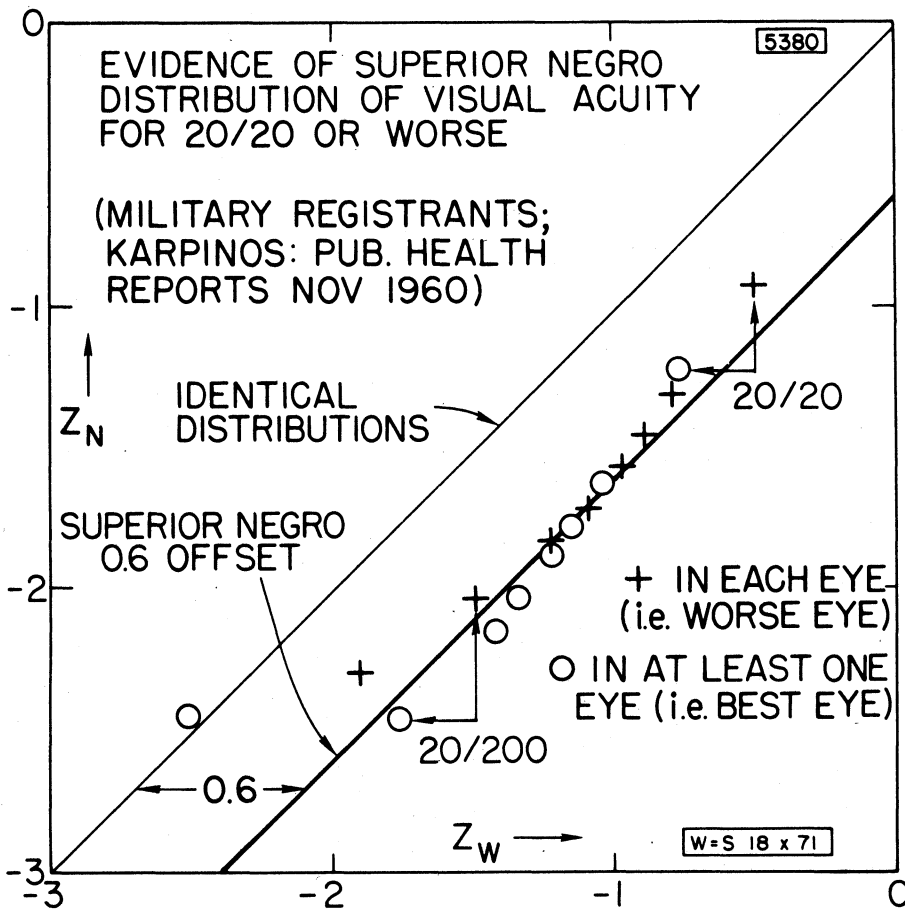 0
5380
EVIDENCE OF SUPERIOR NEGRO
DISTRIBUTION OF VISUAL ACUITY
FOR 20/20 OR WORSE
(MILITARY REGISTRANTS;
KARPINOS: PUB. HEALTH
REPORTS NOV 1960)
-1
Z_N
IDENTICAL
DISTRIBUTIONS
20/20
SUPERIOR NEGRO
0.6 OFFSET
-2
+ IN EACH EYE
(i.e. WORSE EYE)
O IN AT LEAST ONE
EYE (i.e. BEST EYE)
20/200
0.6
Z_W
W=S 18 x 71
-3
-3
-2
-1
0